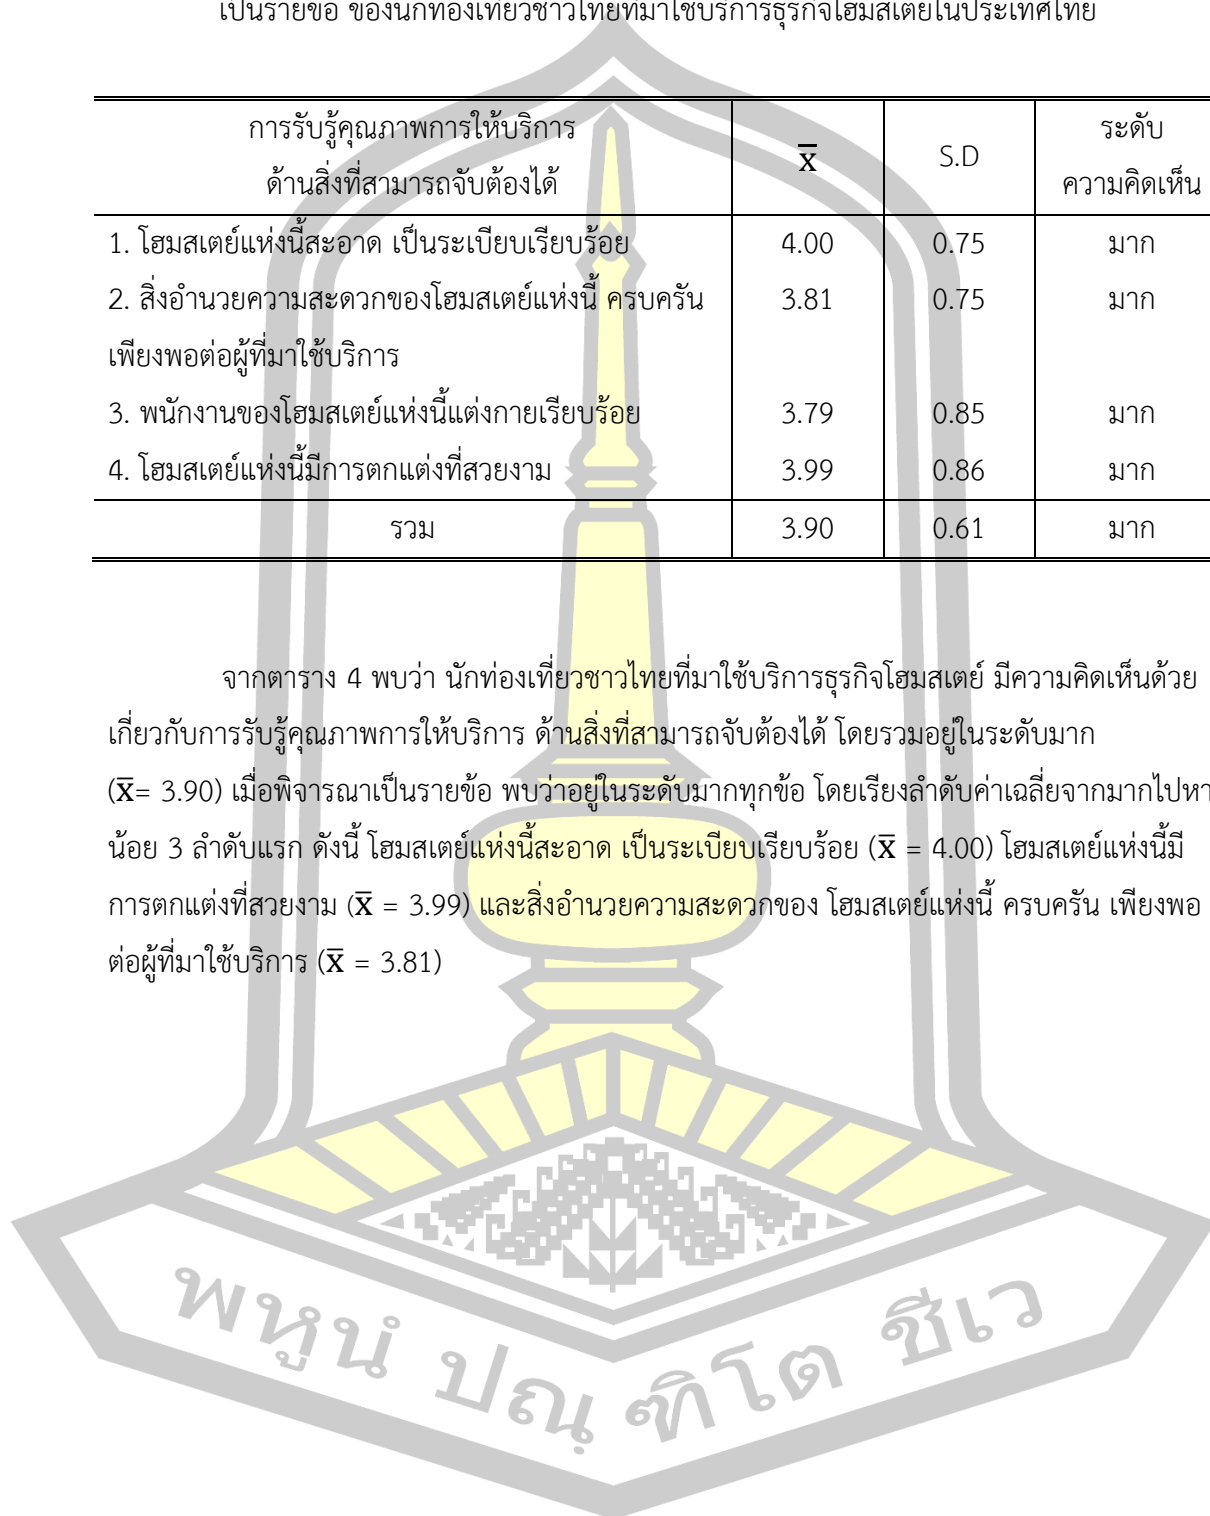 เป็นรายข้อ ของนักท่องเที่ยวชาวไทยที่มาใช้บริการธุรกิจโฮมสเตย์ในประเทศไทย
การรับรู้คุณภาพการให้บริการ
ด้านสิ่งที่สามารถจับต้องได้
x̅
S.D
ระดับ
ความคิดเห็น
1. โฮมสเตย์แห่งนี้สะอาด เป็นระเบียบเรียบร้อย 4.00 0.75 มาก
2. สิ่งอำนวยความสะดวกของโฮมสเตย์แห่งนี้ ครบครัน 3.81 0.75 มาก
เพียงพอต่อผู้ที่มาใช้บริการ
3. พนักงานของโฮมสเตย์แห่งนี้แต่งกายเรียบร้อย 3.79 0.85 มาก
4. โฮมสเตย์แห่งนี้มีการตกแต่งที่สวยงาม 3.99 0.86 มาก
รวม 3.90 0.61 มาก
จากตาราง 4 พบว่า นักท่องเที่ยวชาวไทยที่มาใช้บริการธุรกิจโฮมสเตย์ มีความคิดเห็นด้วย
เกี่ยวกับการรับรู้คุณภาพการให้บริการ ด้านสิ่งที่สามารถจับต้องได้ โดยรวมอยู่ในระดับมาก
(x̅= 3.90) เมื่อพิจารณาเป็นรายข้อ พบว่าอยู่ในระดับมากทุกข้อ โดยเรียงลำดับค่าเฉลี่ยจากมากไปหา
น้อย 3 ลำดับแรก ดังนี้ โฮมสเตย์แห่งนี้สะอาด เป็นระเบียบเรียบร้อย (x̅ = 4.00) โฮมสเตย์แห่งนี้มี
การตกแต่งที่สวยงาม (x̅ = 3.99) และสิ่งอำนวยความสะดวกของ โฮมสเตย์แห่งนี้ ครบครัน เพียงพอ
ต่อผู้ที่มาใช้บริการ (x̅ = 3.81)
พหูนํ ปณฺฑิโต ชีเว